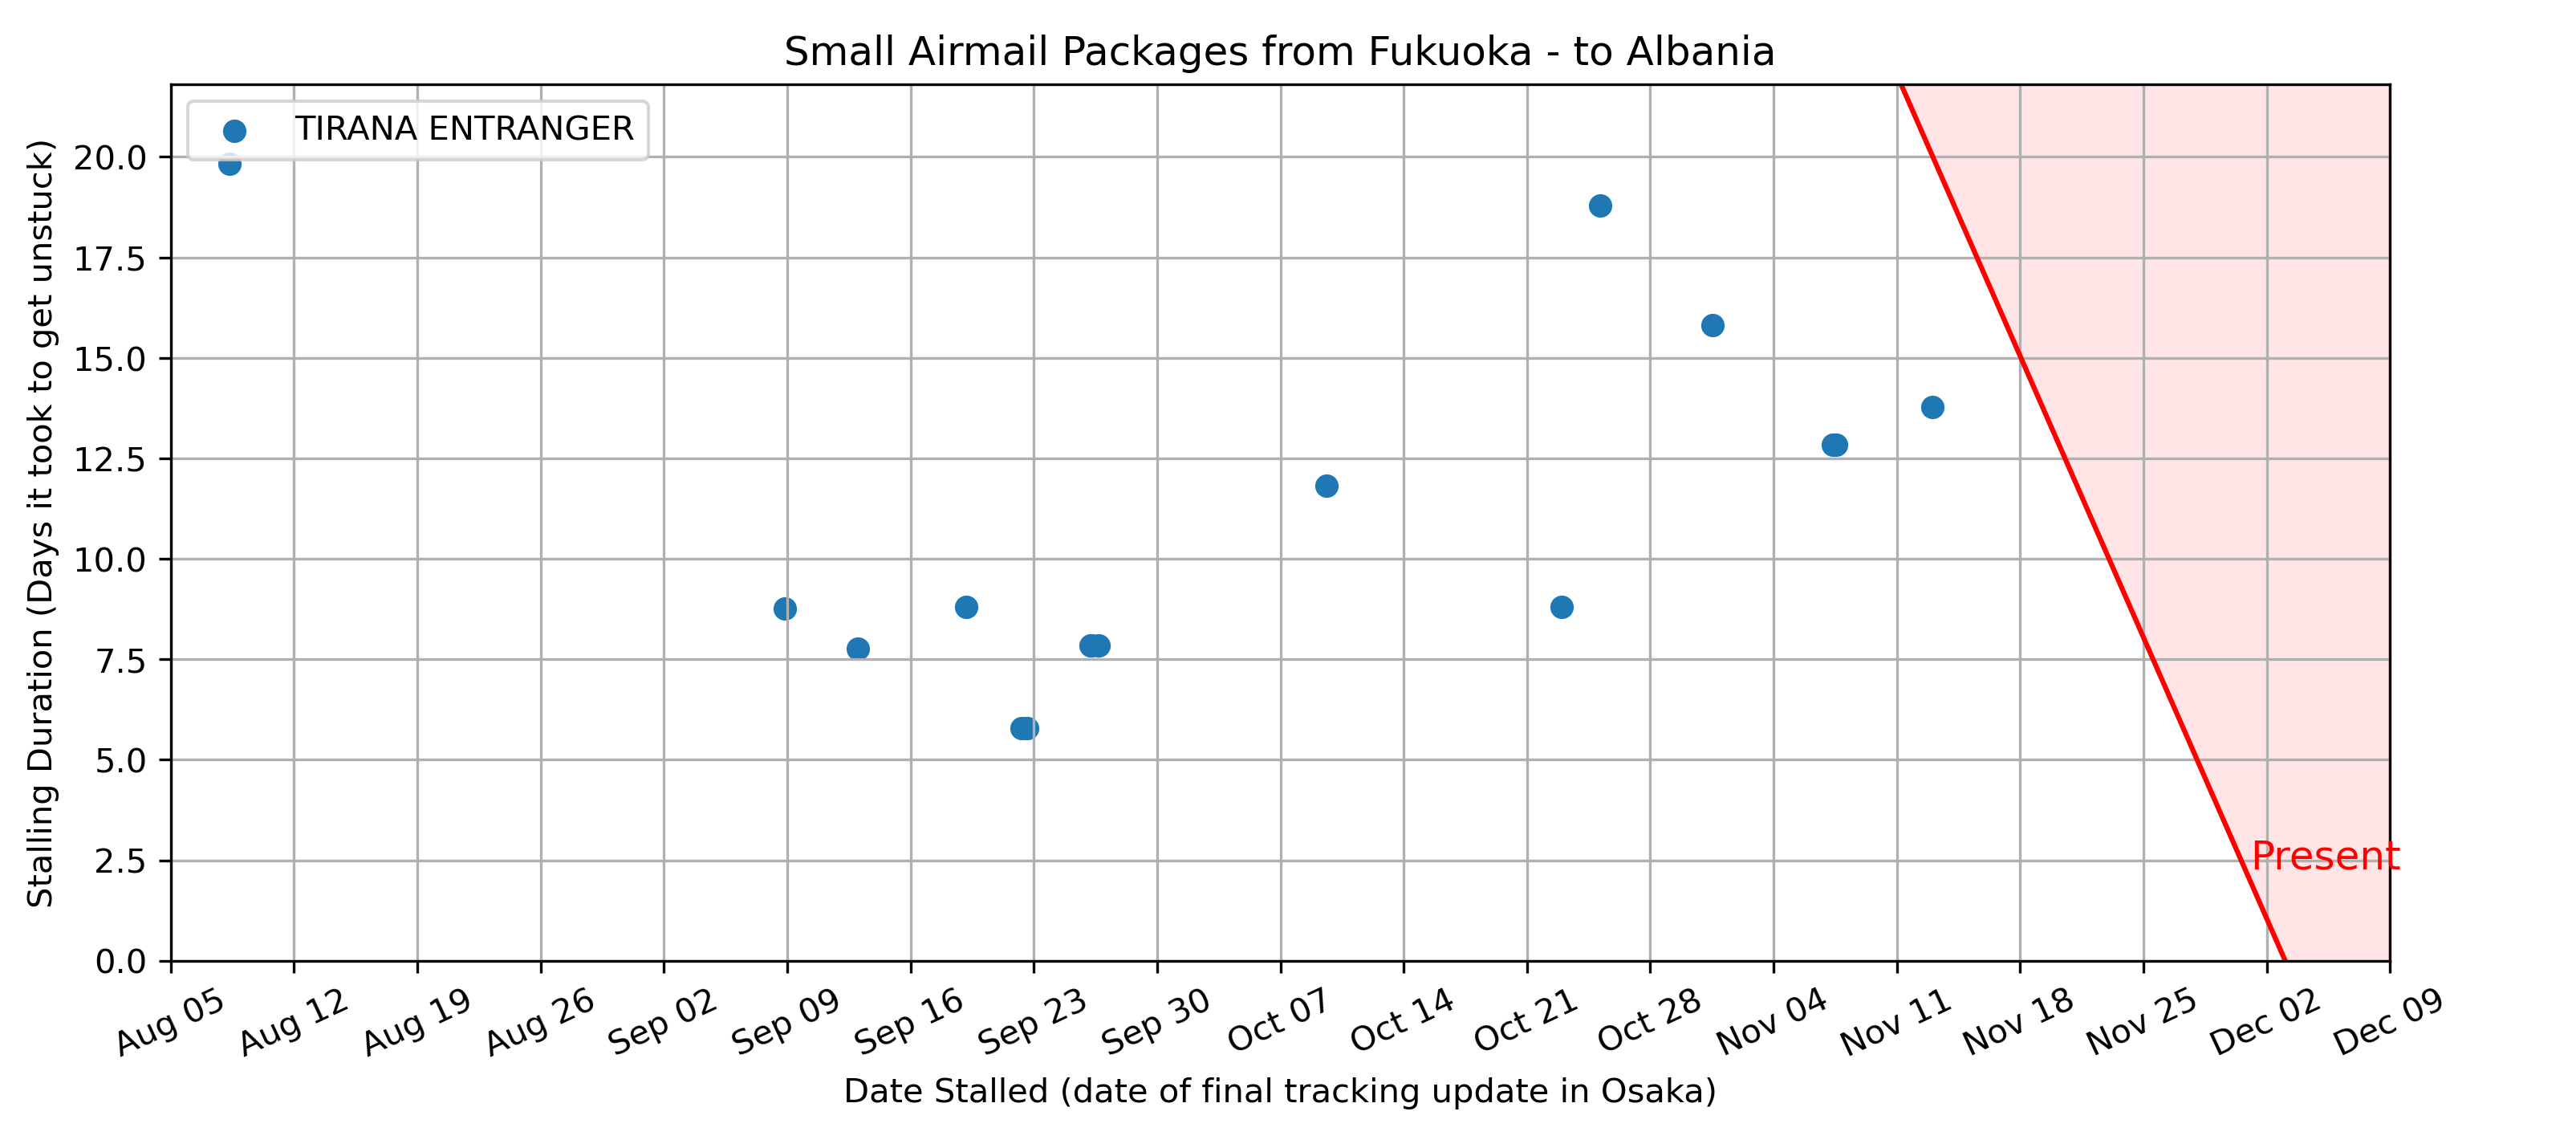 Small Airmail Packages from Fukuoka - to Albania
TIRANA ENTRANGER
Stalling Duration (Days it took to get unstuck)
20.0
17.5
15.0
12.5
10.0
7.5
5.0
2.5
0.0
Present
Aug 05
Aug 12
Aug 19
Aug 26
Sep 02
Sep 09
Sep 16
Sep 23
Sep 30
Oct 07
Oct 14
Oct 21
Oct 28
Nov 04
Nov 11
Nov 18
Nov 25
Dec 02
Dec 09
Date Stalled (date of final tracking update in Osaka)